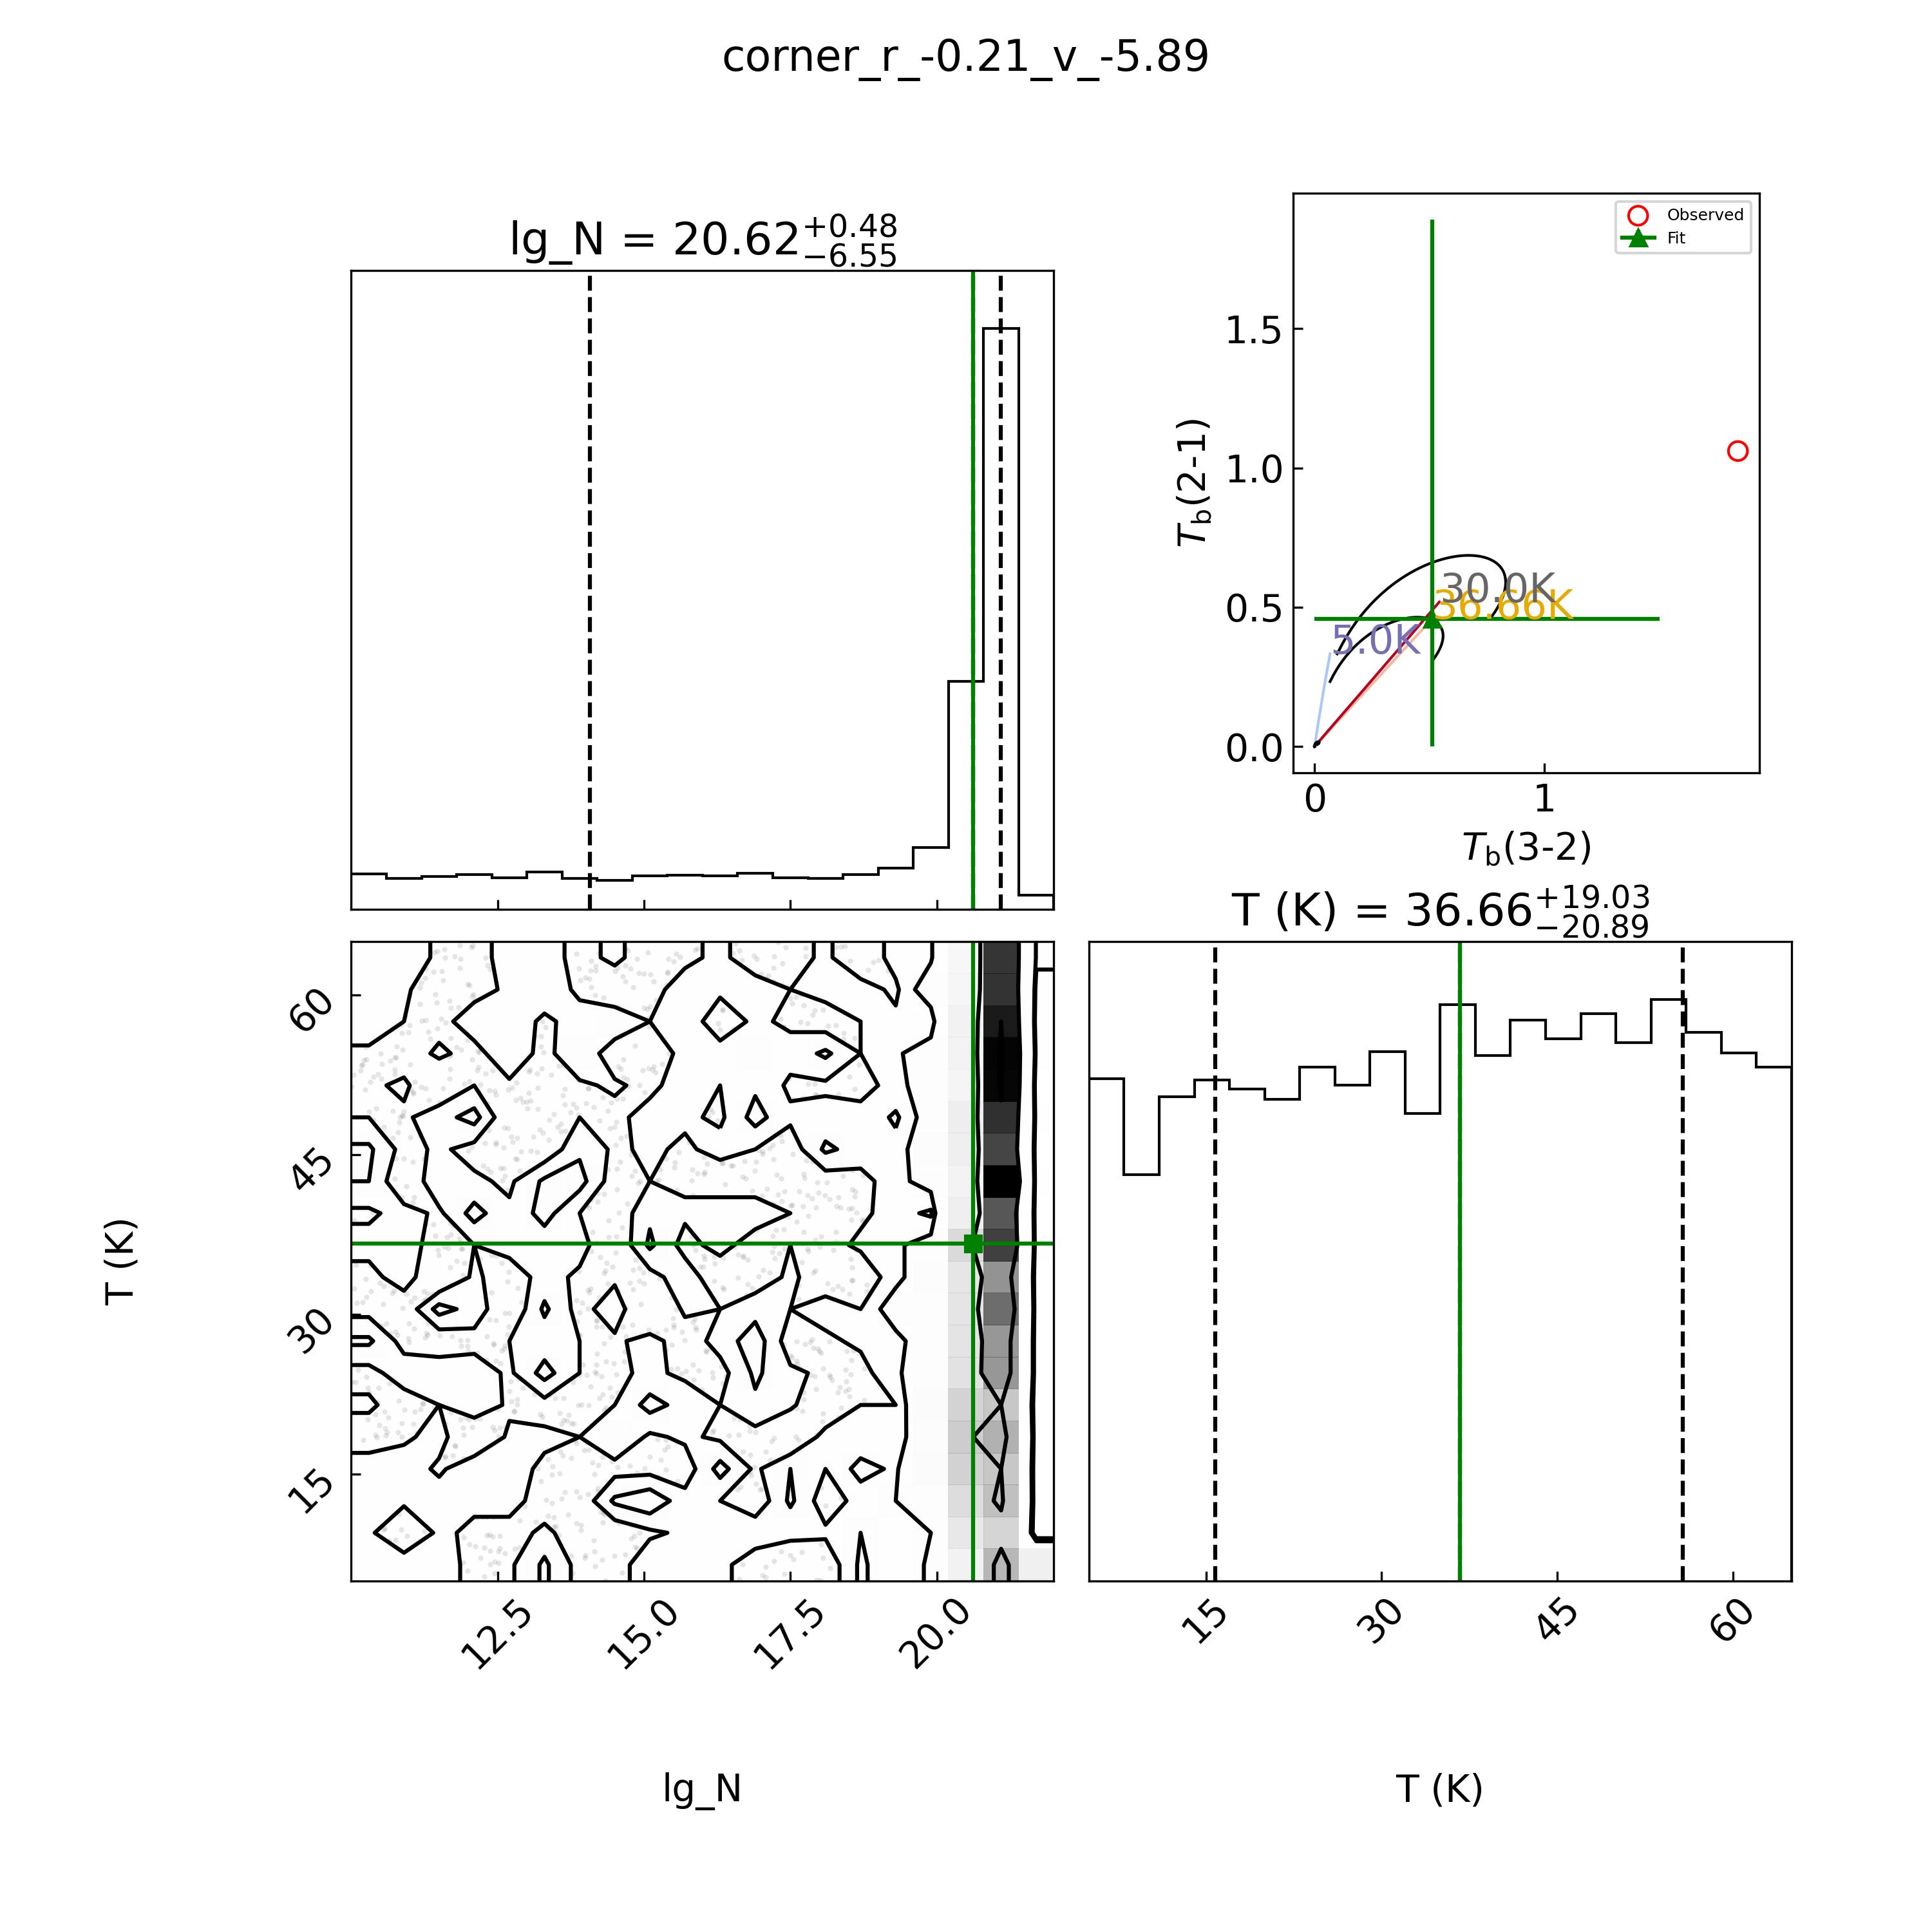 corner_r_-0.21_v_-5.89
lg_N = 20.62+0.48−6.55
Observed
Fit
1.5
1.0
0.5
0.0
Tb(2-1)
30.0K
36.66K
5.0K
0 1
Tb(3-2)
T (K) = 36.66+19.03−20.89
60
45
30
15
T (K)
12.5 15.0 17.5 20.0
15 30 45 60
lg_N
T (K)